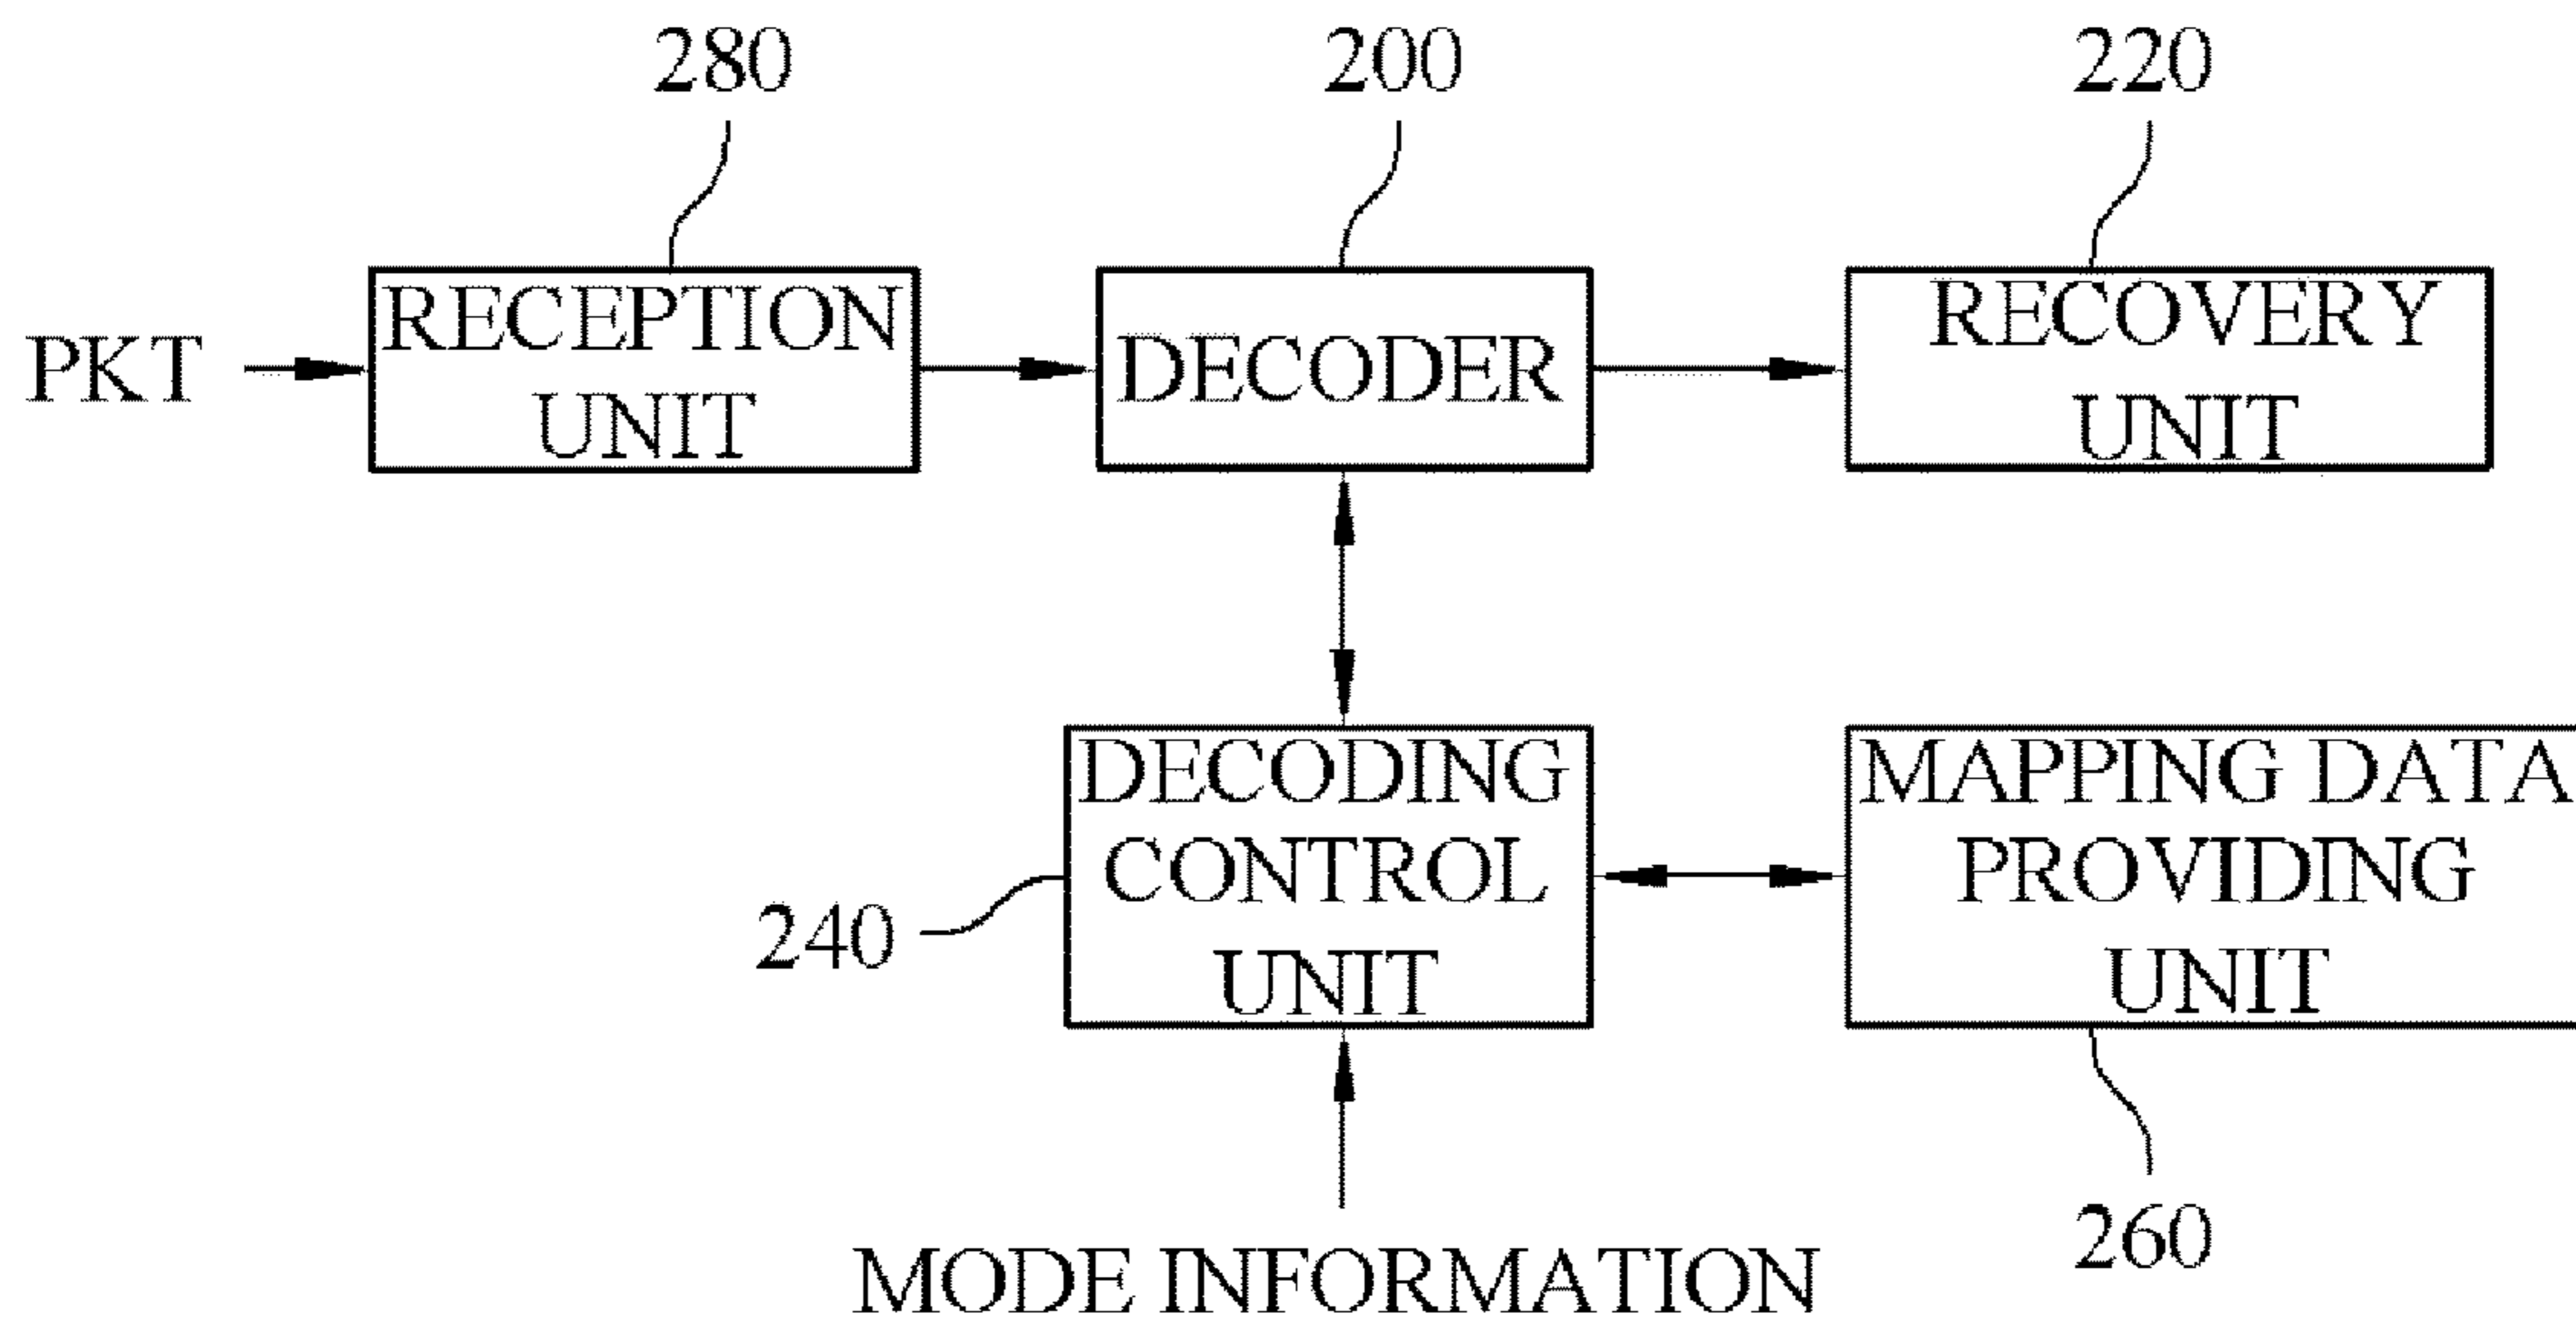 280
200
220
PKT
RECEPTION
UNIT
DECODER
RECOVERY
UNIT
DECODING
CONTROL
UNIT
MAPPING DATA
PROVIDING
UNIT
240
260
MODE INFORMATION